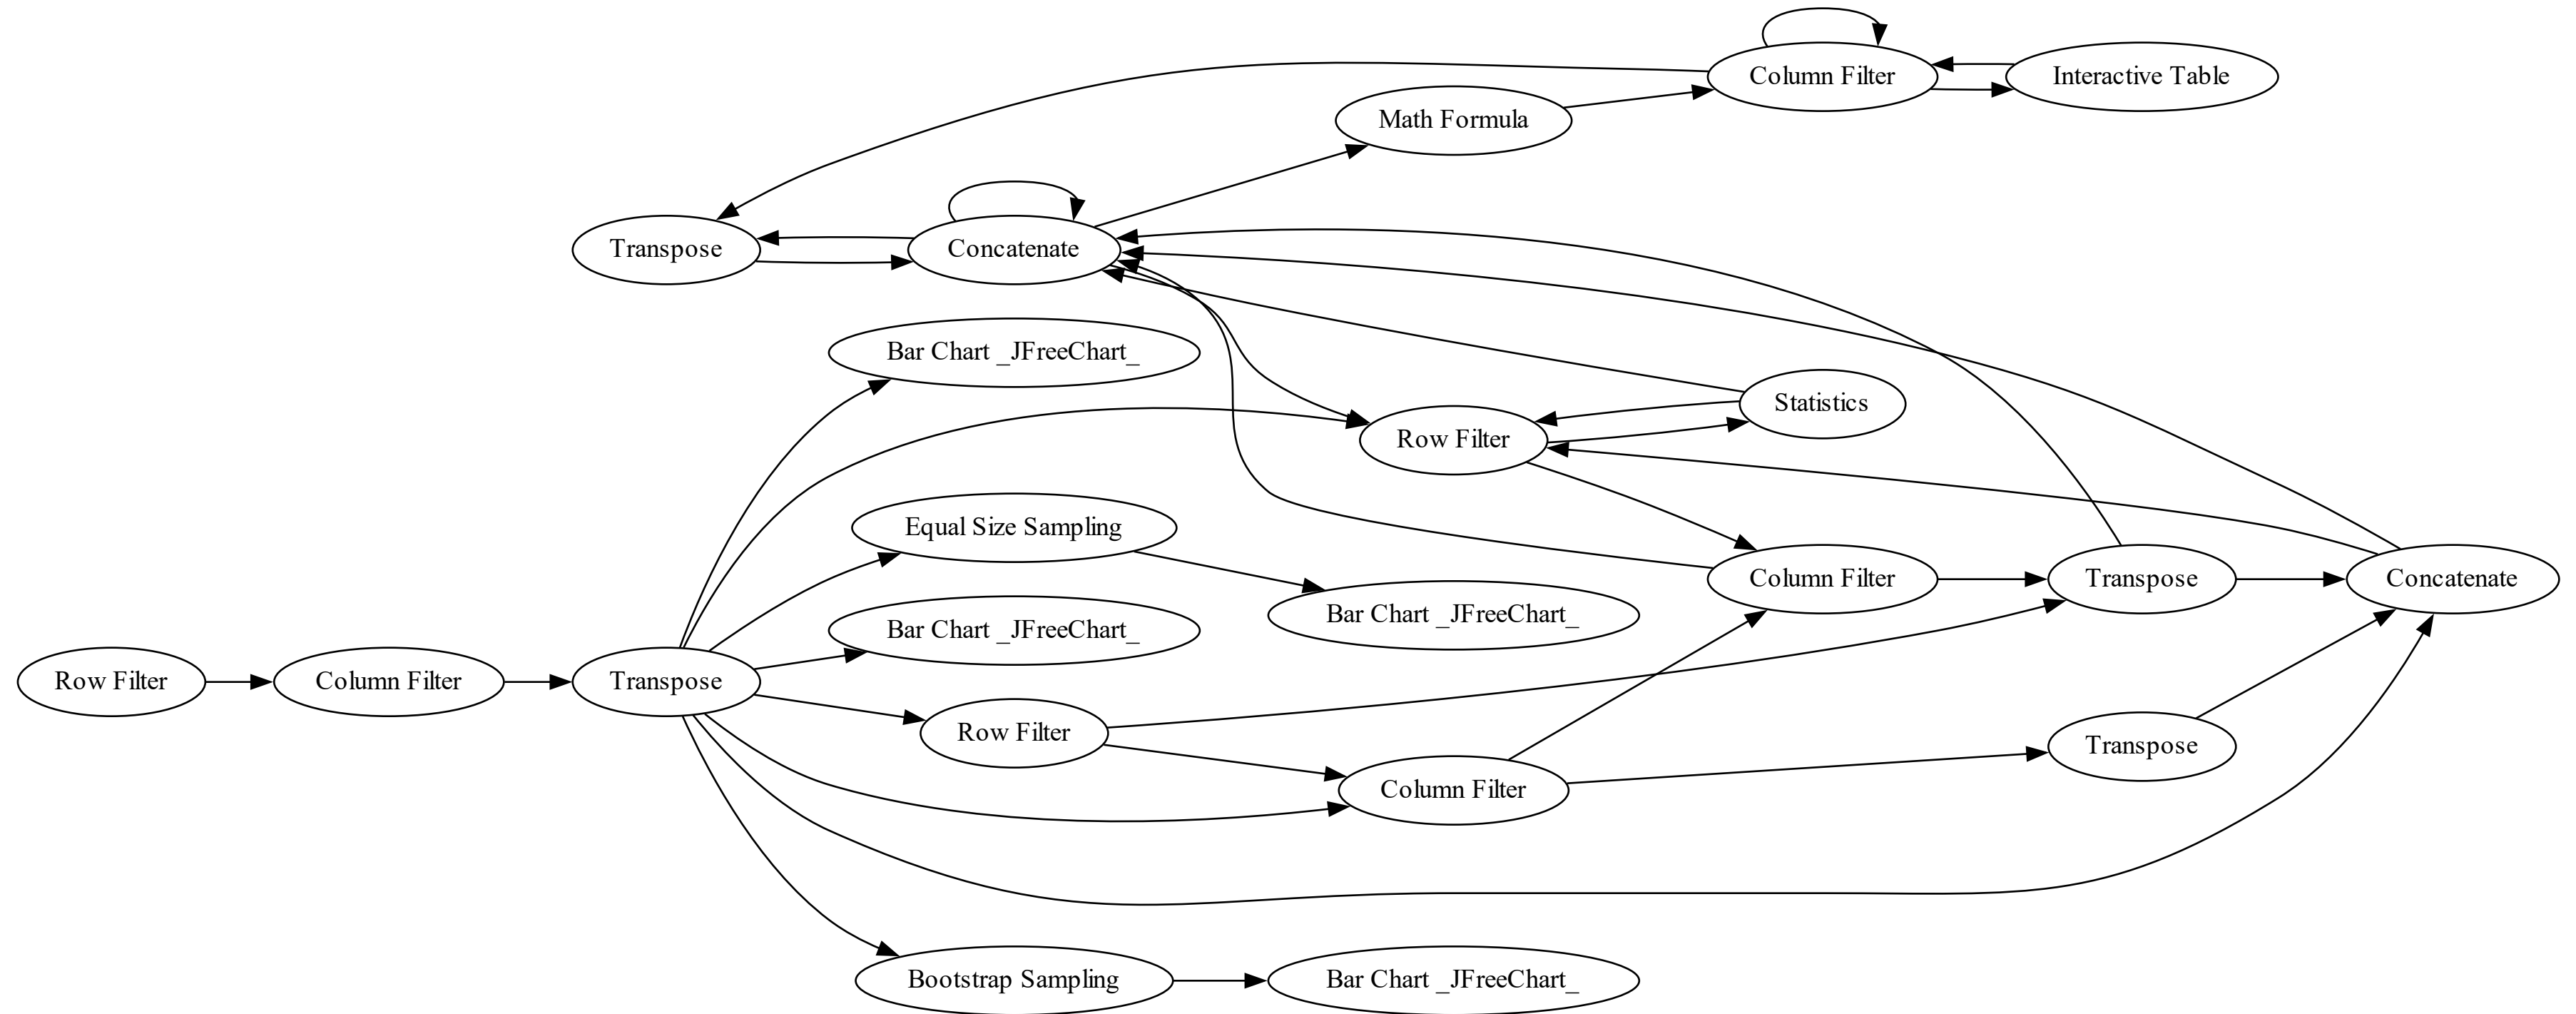 Column Filter
Interactive Table
Math Formula
Transpose
Concatenate
Bar Chart _JFreeChart_
Statistics
Row Filter
Equal Size Sampling
Column Filter
Transpose
Concatenate
Bar Chart _JFreeChart_
Bar Chart _JFreeChart_
Row Filter
Column Filter
Transpose
Row Filter
Transpose
Column Filter
Bootstrap Sampling
Bar Chart _JFreeChart_